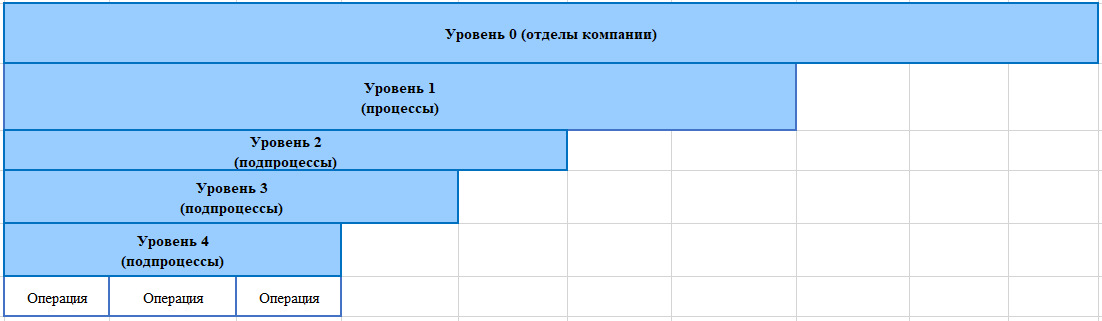 Уровень 0 (отделы компании)
Уровень 1
(процессы)
Уровень 2
(подпроцессы)
Уровень 3
(подпроцессы)
Уровень 4
(подпроцессы)
Операция Операция Операция